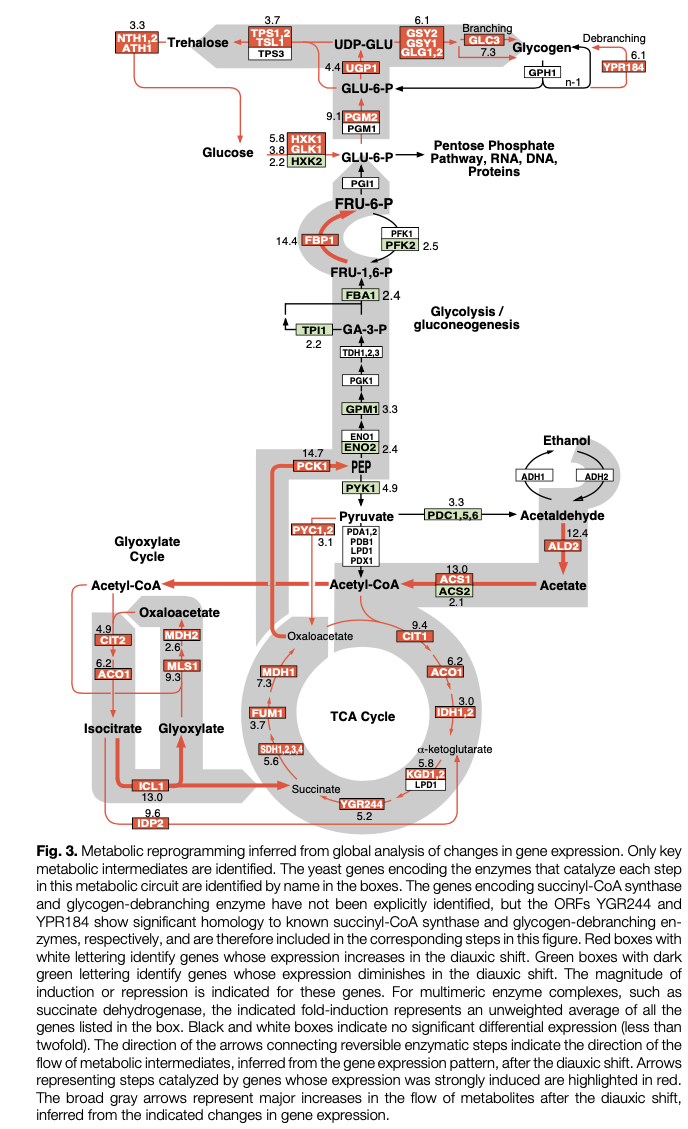 3.3
3.7
6.1
Branching
Debranching
NTH1,2
ATH1
Trehalose
TPS1,2
TSL1
TPS3
UDP-GLU
GSY2
GSY1
GLG1,2
GLC3
7.3
Glycogen
6.1
YPR184
4.4
UGP1
GPH1
n-1
GLU-6-P
9.1
PGM2
PGM1
Glucose
5.8
3.8
2.2
HXK1
GLK1
HXK2
GLU-6-P
Pentose Phosphate
Pathway, RNA, DNA,
Proteins
PGI1
FRU-6-P
14.4
FBP1
PFK1
PFK2
2.5
FRU-1,6-P
FBA1
2.4
Glycolysis /
gluconeogenesis
TPI1
2.2
GA-3-P
TDH1,2,3
PGK1
GPM1
3.3
ENO1
ENO2
2.4
Ethanol
14.7
PCK1
PEP
ADH1
ADH2
PYK1
4.9
Pyruvate
3.3
PDC1,5,6
Acetaldehyde
PYC1,2
3.1
PDA1,2
PDB1
LPD1
PDX1
12.4
ALD2
Glyoxylate
Cycle
Acetyl-CoA
Acetyl-CoA
13.0
ACS1
ACS2
2.1
Acetate
Oxaloacetate
4.9
CIT2
MDH2
2.6
Oxaloacetate
9.4
CIT1
6.2
ACO1
MLS1
9.3
MDH1
7.3
6.2
ACO1
Isocitrate
Glyoxylate
FUM1
3.7
TCA Cycle
3.0
IDH1,2
SDH1,2,3,4
5.6
α-ketoglutarate
5.8
KGD1,2
LPD1
ICL1
13.0
Succinate
YGR244
5.2
9.6
IDP2
Fig. 3. Metabolic reprogramming inferred from global analysis of changes in gene expression. Only key
metabolic intermediates are identified. The yeast genes encoding the enzymes that catalyze each step
in this metabolic circuit are identified by name in the boxes. The genes encoding succinyl-CoA synthase
and glycogen-debranching enzyme have not been explicitly identified, but the ORFs YGR244 and
YPR184 show significant homology to known succinyl-CoA synthase and glycogen-debranching en-
zymes, respectively, and are therefore included in the corresponding steps in this figure. Red boxes with
white lettering identify genes whose expression increases in the diauxic shift. Green boxes with dark
green lettering identify genes whose expression diminishes in the diauxic shift. The magnitude of
induction or repression is indicated for these genes. For multimeric enzyme complexes, such as
succinate dehydrogenase, the indicated fold-induction represents an unweighted average of all the
genes listed in the box. Black and white boxes indicate no significant differential expression (less than
twofold). The direction of the arrows connecting reversible enzymatic steps indicate the direction of the
flow of metabolic intermediates, inferred from the gene expression pattern, after the diauxic shift. Arrows
representing steps catalyzed by genes whose expression was strongly induced are highlighted in red.
The broad gray arrows represent major increases in the flow of metabolites after the diauxic shift,
inferred from the indicated changes in gene expression.